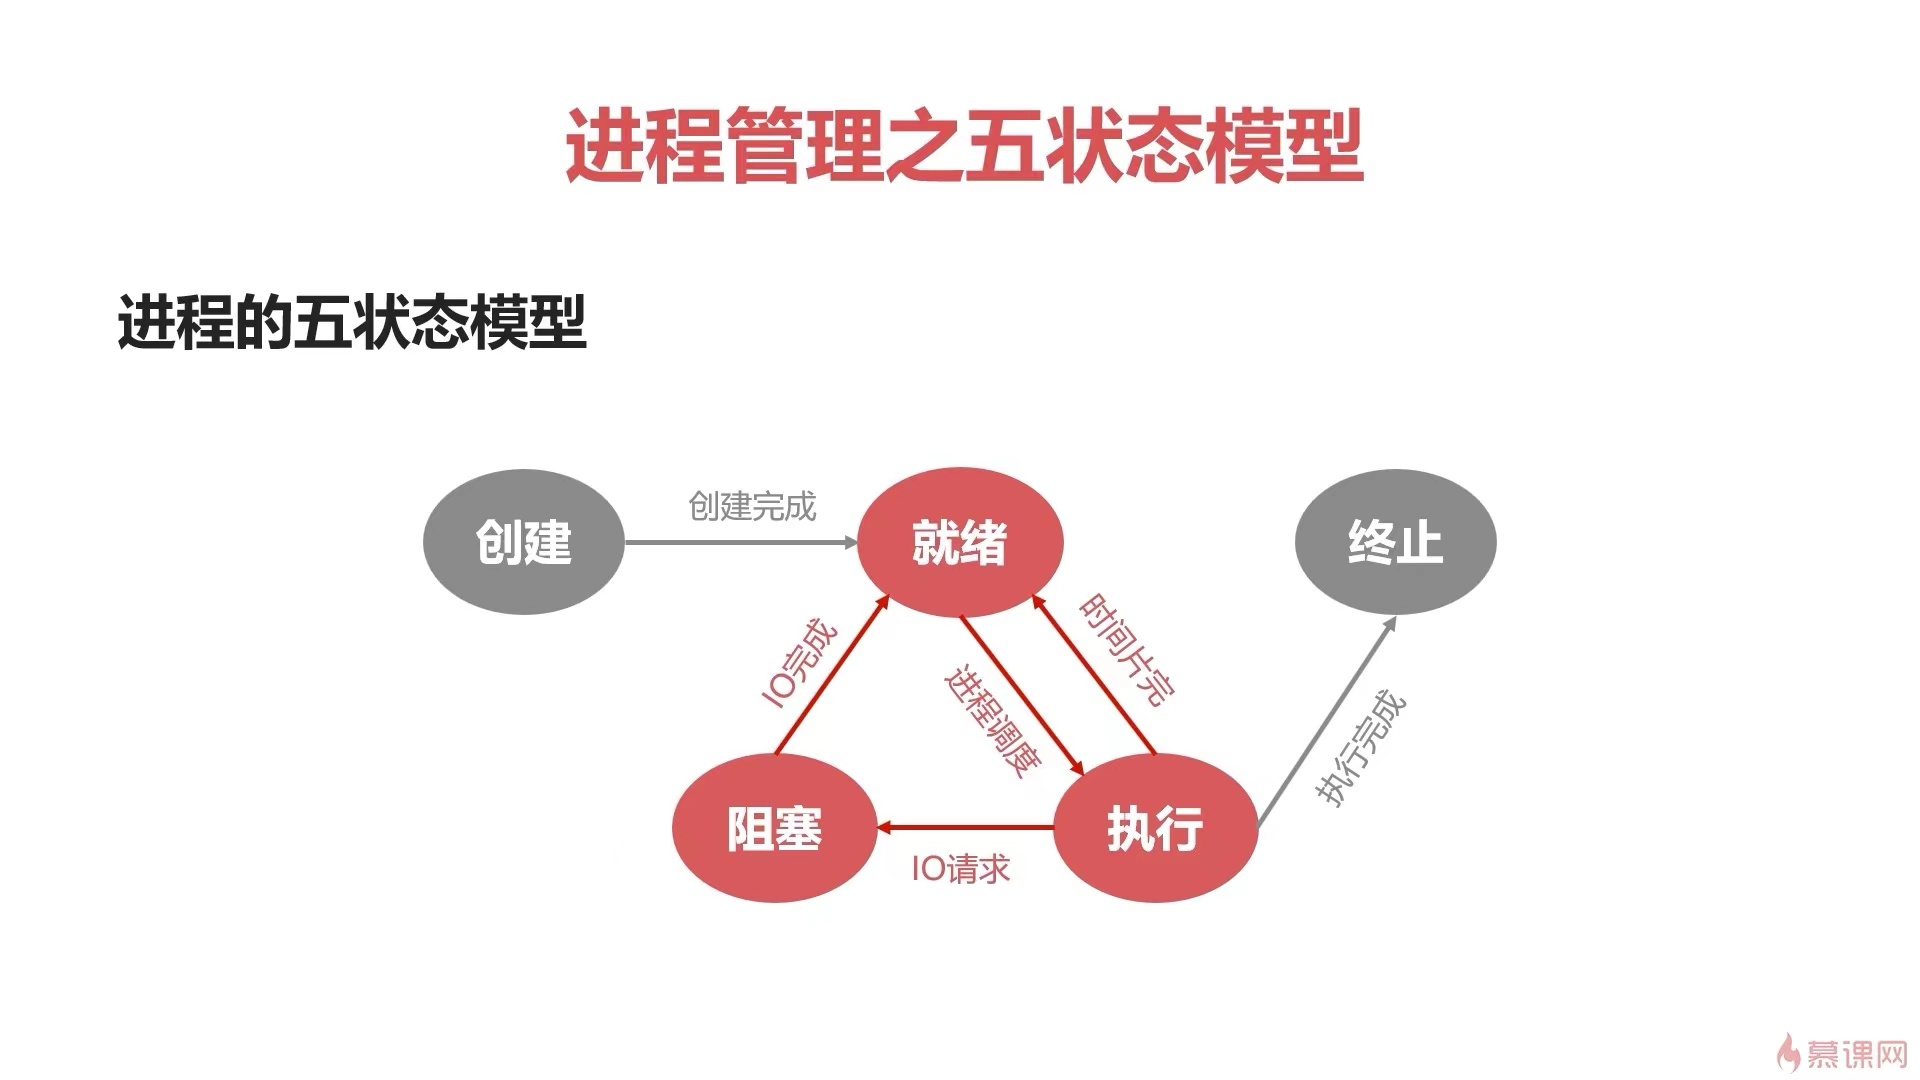 进程管理之五状态模型
进程的五状态模型
创建
创建完成
就绪
终止
IO完成
进程调度
时间片完
执行完成
阻塞
IO请求
执行
慕课网